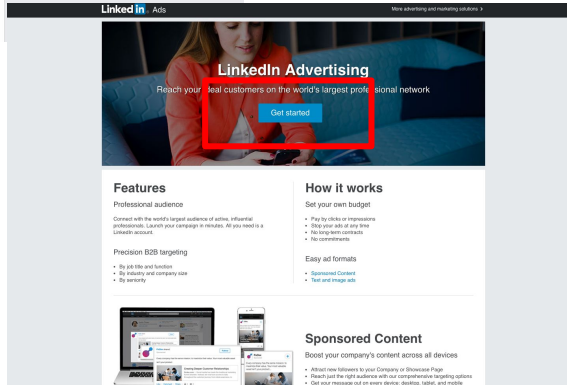 Linked in Ads
More advertising and marketing solutions >
LinkedIn Advertising
Reach your ideal customers on the world's largest professional network
Get started
Features
Professional audience
Connect with the world's largest audience of active, influential
professionals. Launch your campaign in minutes. All you need is a
LinkedIn account.
Precision B2B targeting
• By job title and function
• By industry and company size
• By seniority
How it works
Set your own budget
• Pay by clicks or impressions
• Stop your ads at any time
• No long-term contracts
• No commitments
Easy ad formats
• Sponsored Content
• Text and image ads
Sponsored Content
Boost your company's content across all devices
• Attract new followers to your Company or Showcase Page
• Reach just the right audience with our comprehensive targeting options
• Get your message out on every device: desktop, tablet, and mobile